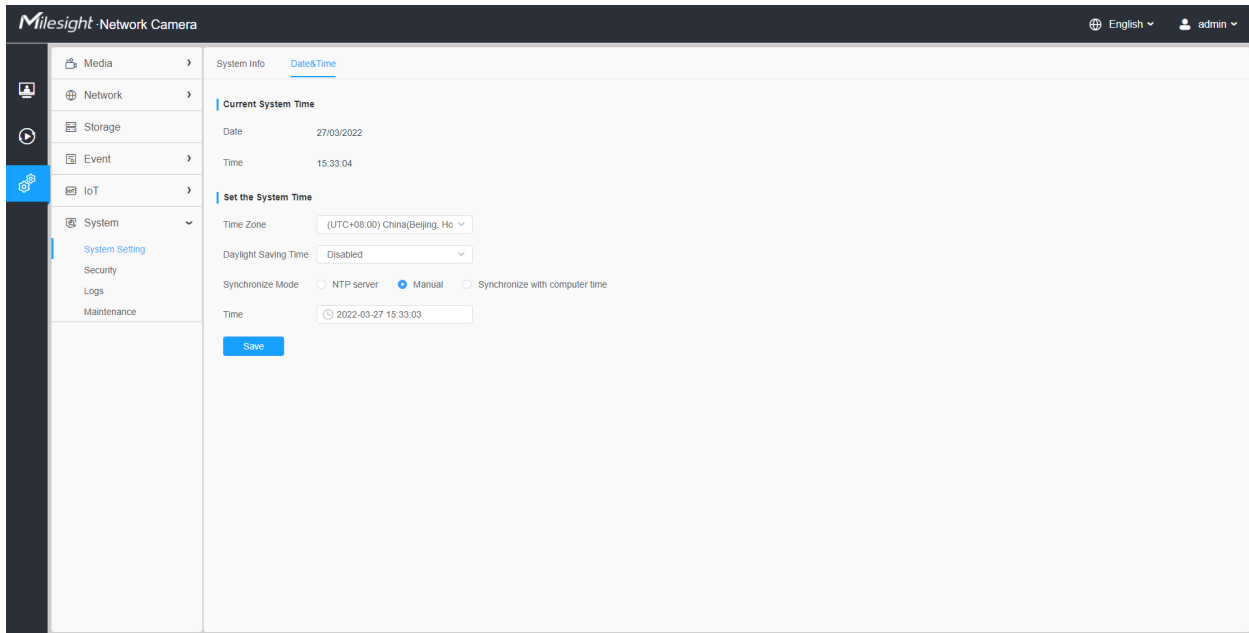 Milesight ·Network Camera
English
admin
Media
Network
Storage
Event
IoT
System
System Setting
Security
Logs
Maintenance
System Info Date&Time
Current System Time
Date 27/03/2022
Time 15:33:04
Set the System Time
Time Zone (UTC+08:00) China(Beijing, Hc
Daylight Saving Time Disabled
Synchronize Mode NTP server Manual Synchronize with computer time
Time 2022-03-27 15:33:03
Save